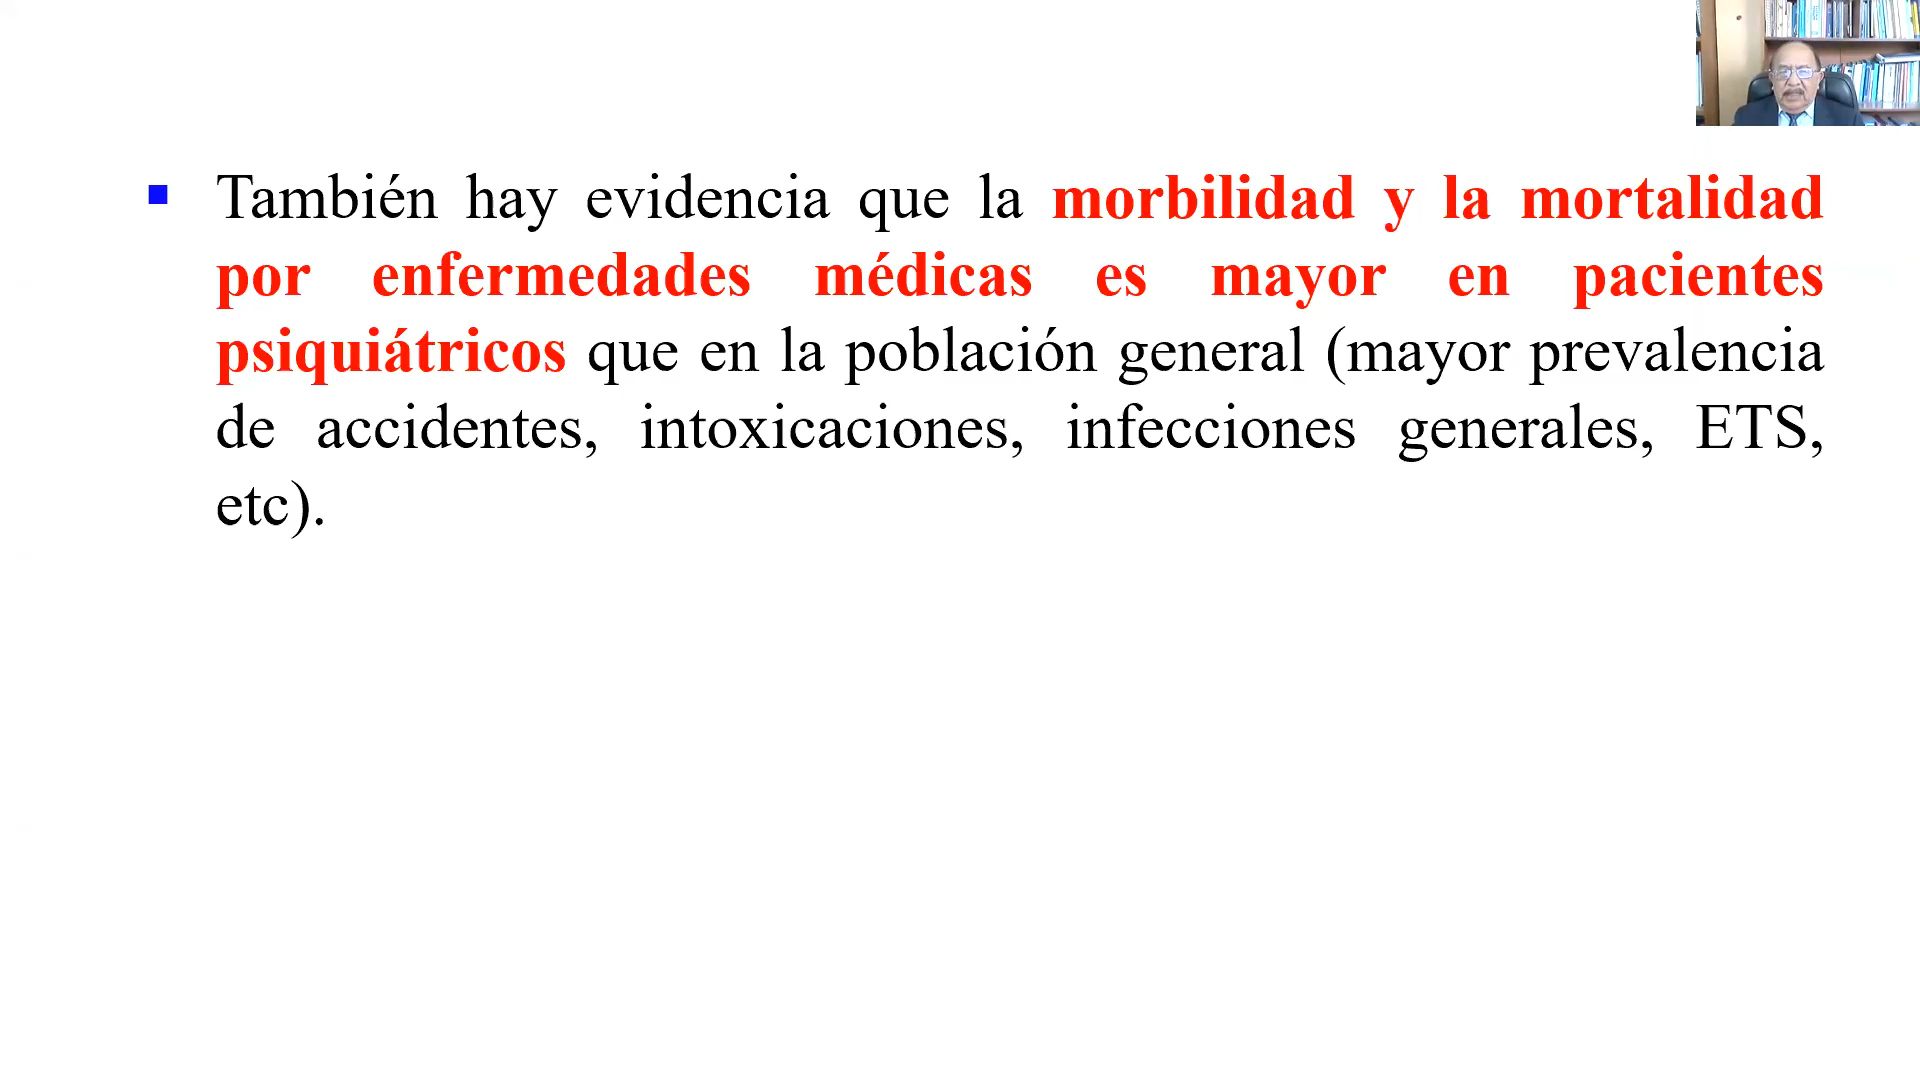 También hay evidencia que la morbilidad y la mortalidad
por enfermedades médicas es mayor en pacientes
psiquiátricos que en la población general (mayor prevalencia
de accidentes, intoxicaciones, infecciones generales, ETS,
etc).